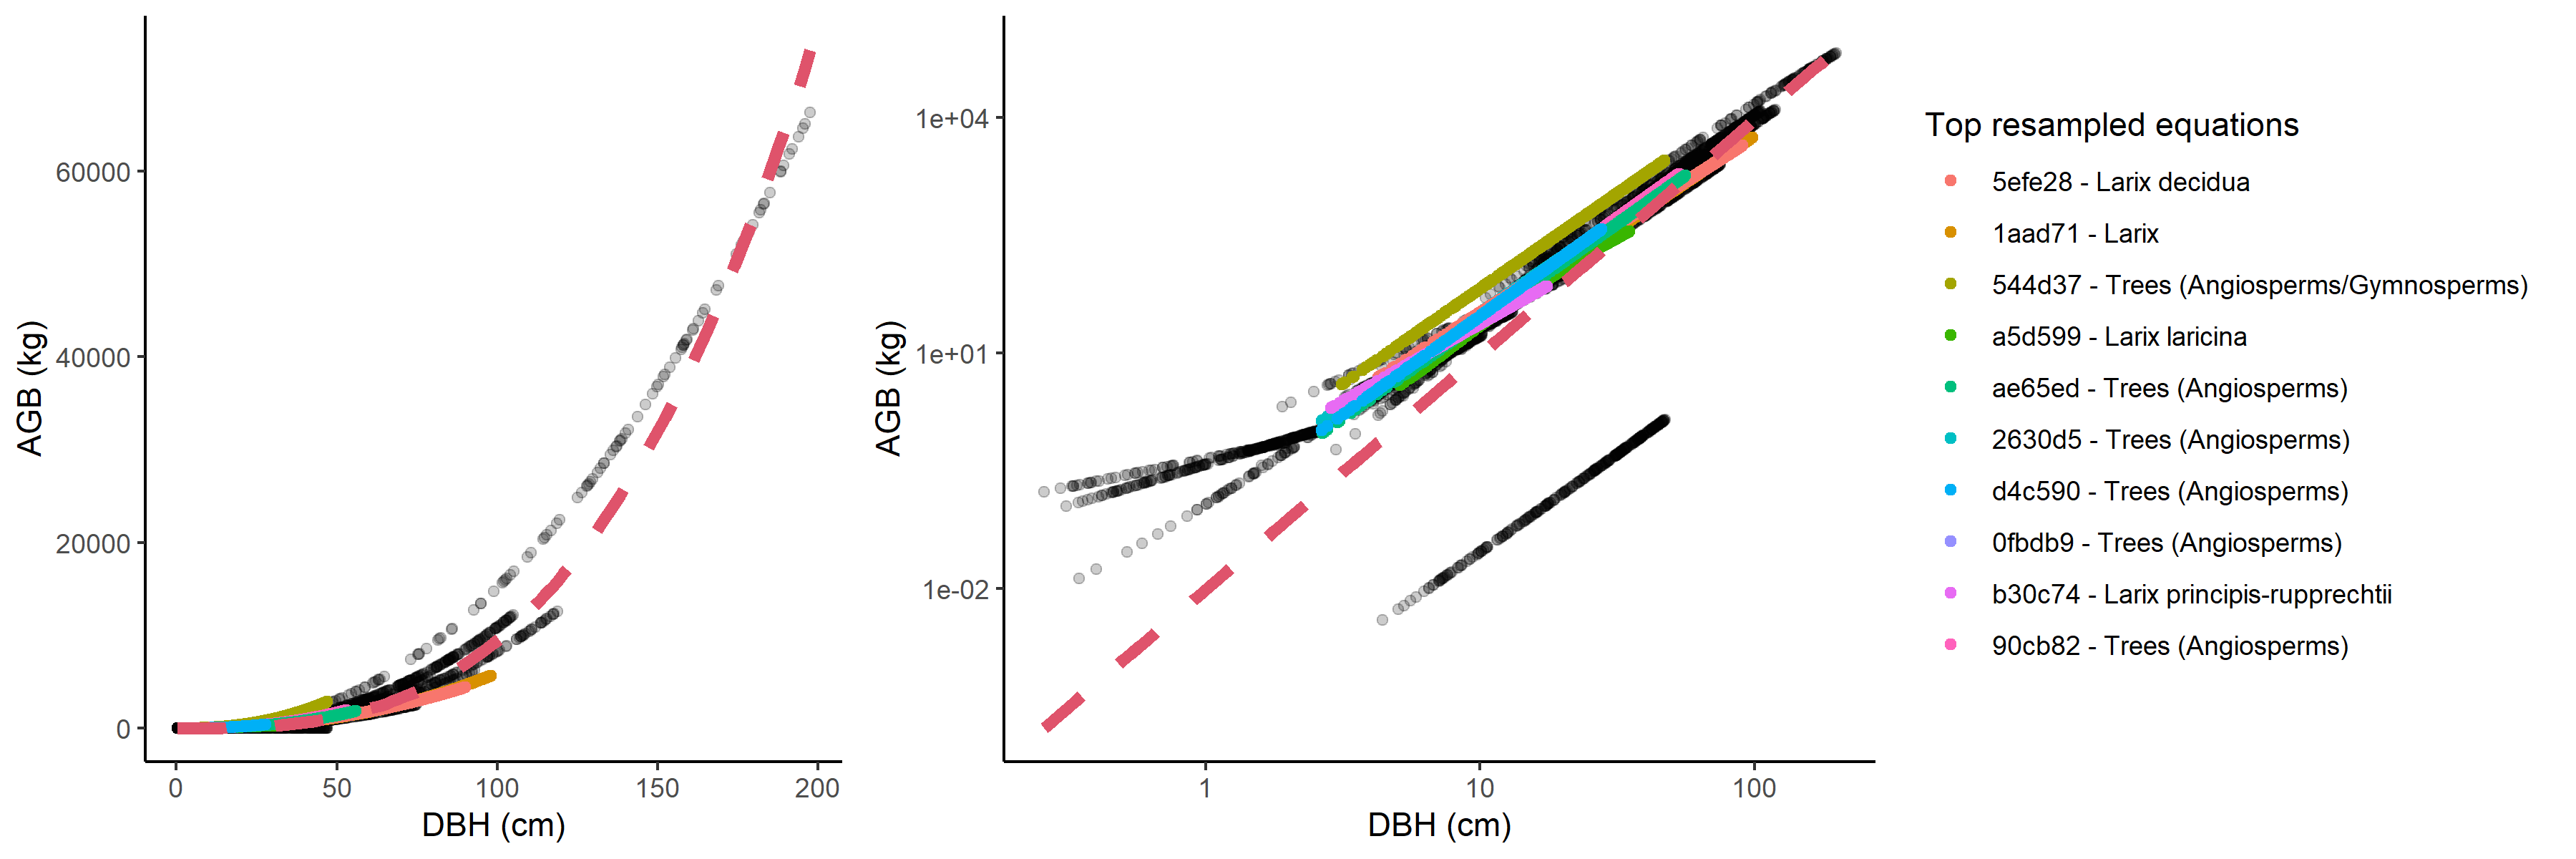 AGB (kg)
60000
40000
20000
0
0 50 100 150 200
DBH (cm)
AGB (kg)
1e+04
1e+01
1e-02
1 10 100
DBH (cm)
Top resampled equations
5efe28 - Larix decidua
1aad71 - Larix
544d37 - Trees (Angiosperms/Gymnosperms)
a5d599 - Larix laricina
ae65ed - Trees (Angiosperms)
2630d5 - Trees (Angiosperms)
d4c590 - Trees (Angiosperms)
0fbdb9 - Trees (Angiosperms)
b30c74 - Larix principis-rupprechtii
90cb82 - Trees (Angiosperms)